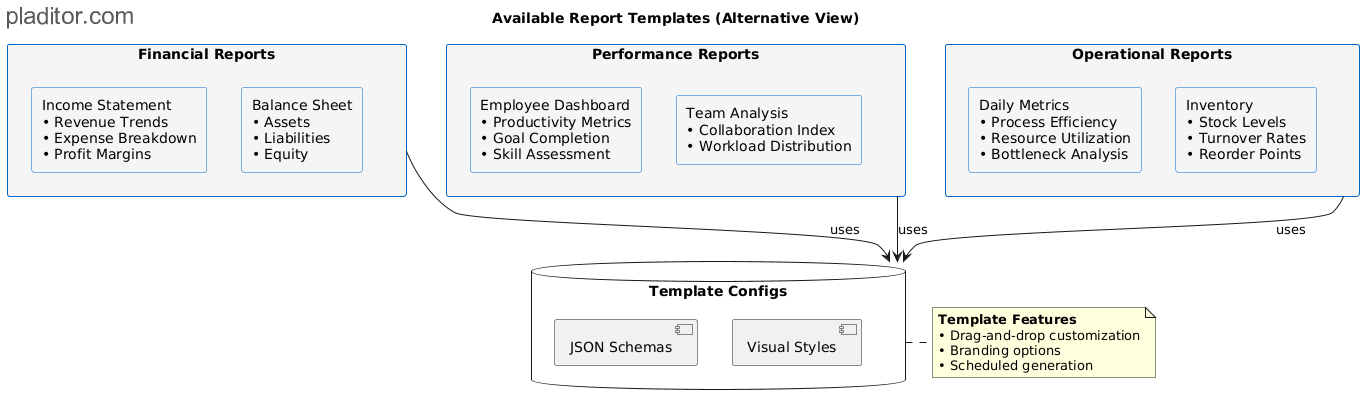 pladitor.com
Available Report Templates (Alternative View)
Financial Reports
Income Statement
• Revenue Trends
• Expense Breakdown
• Profit Margins
Balance Sheet
• Assets
• Liabilities
• Equity
Performance Reports
Employee Dashboard
• Productivity Metrics
• Goal Completion
• Skill Assessment
Team Analysis
• Collaboration Index
• Workload Distribution
Operational Reports
Daily Metrics
• Process Efficiency
• Resource Utilization
• Bottleneck Analysis
Inventory
• Stock Levels
• Turnover Rates
• Reorder Points
uses
uses
uses
Template Configs
JSON Schemas
Visual Styles
Template Features
• Drag-and-drop customization
• Branding options
• Scheduled generation